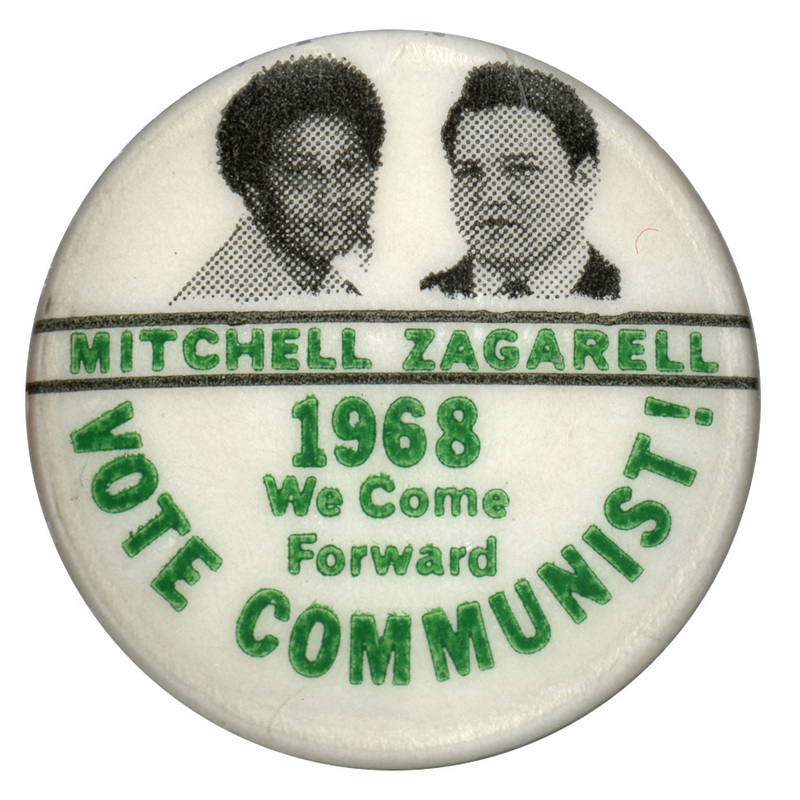 MITCHELL ZAGARELL
1968
We Come
Forward
VOTE COMMUNIST!